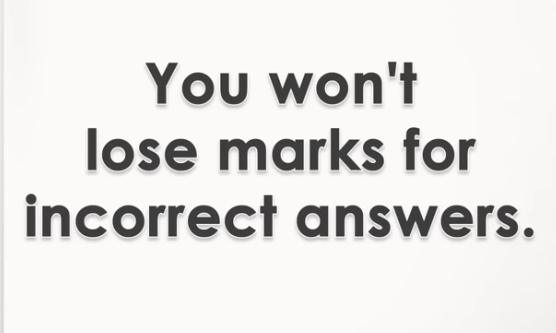 You won't
lose marks for
incorrect answers.